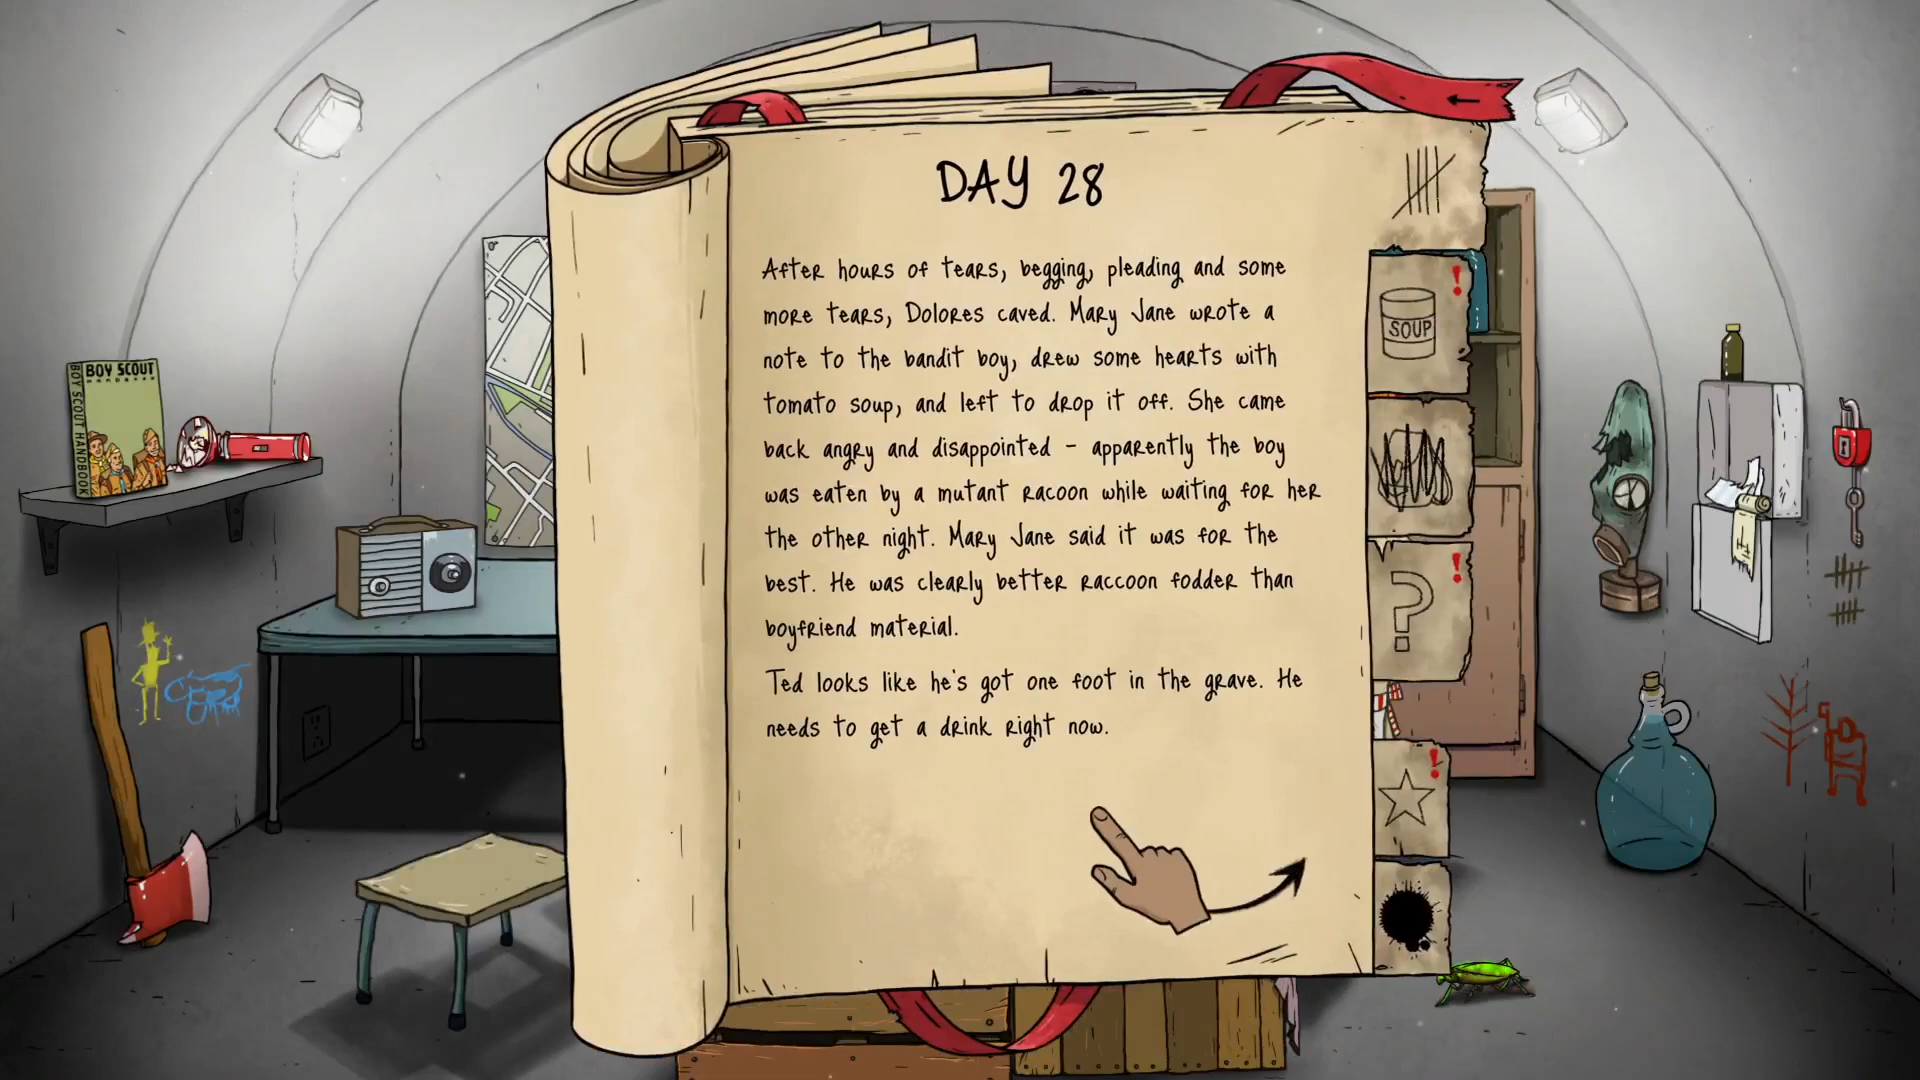 DAY 28
After hours of tears, begging, pleading and some
more tears, Dolores caved. Mary Jane wrote a
note to the bandit boy, drew some hearts with
tomato soup, and left to drop it off. She came
back angry and disappointed - apparently the boy
was eaten by a mutant racoon while waiting for her
the other night. Mary Jane said it was for the
best. He was clearly better raccoon fodder than
boyfriend material.
Ted looks like he's got one foot in the grave. He
needs to get a drink right now.
!
SOUP
!
?
!
BOY SCOUT
BOY SCOUT HANDBOOK